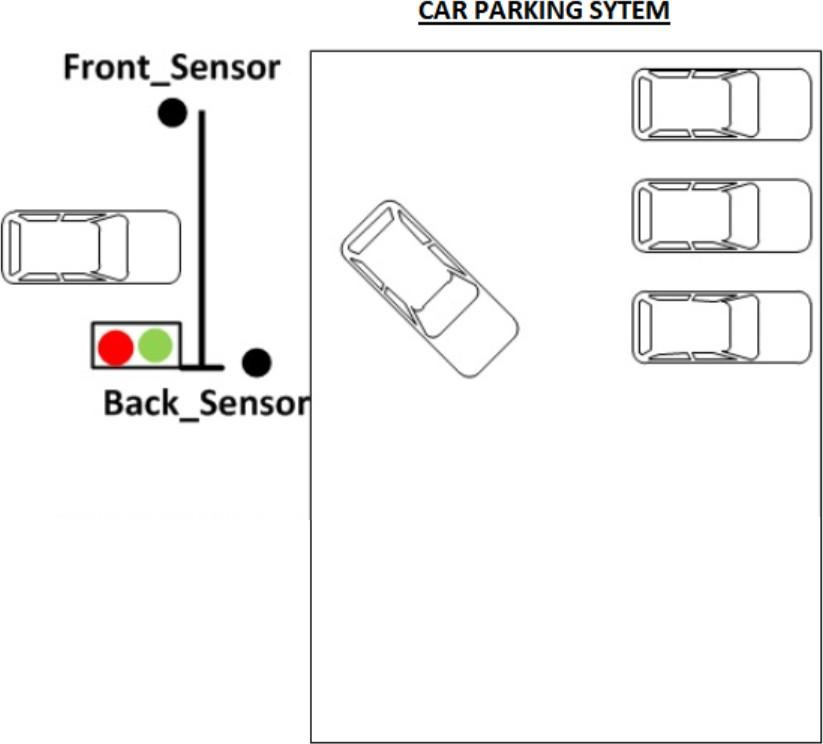 CAR PARKING SYTEM
Front_Sensor
Back_Sensor